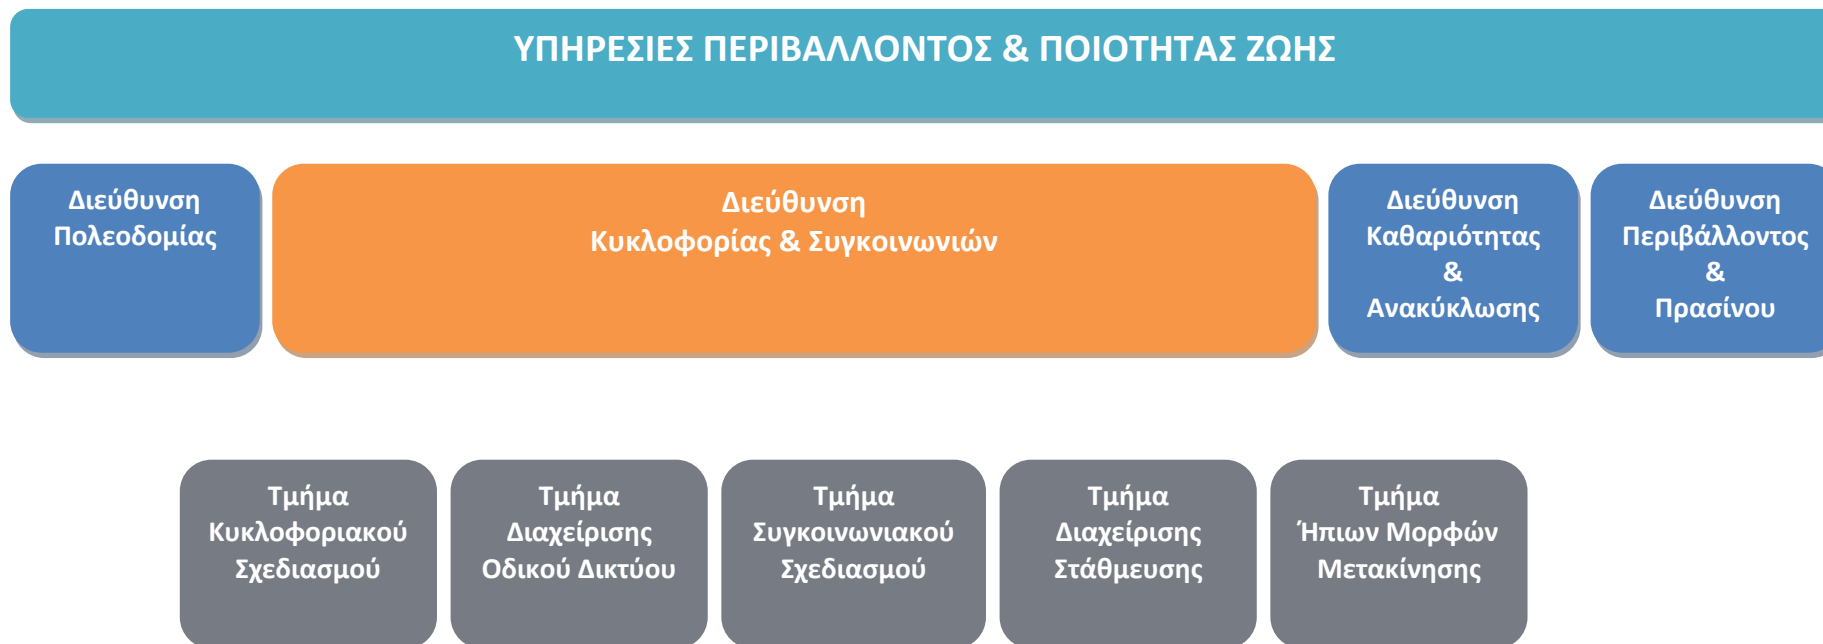 ΥΠΗΡΕΣΙΕΣ ΠΕΡΙΒΑΛΛΟΝΤΟΣ & ΠΟΙΟΤΗΤΑΣ ΖΩΗΣ
Διεύθυνση
Πολεοδομίας
Διεύθυνση
Κυκλοφορίας & Συγκοινωνιών
Διεύθυνση
Καθαριότητας
&
Ανακύκλωσης
Διεύθυνση
Περιβάλλοντος
&
Πρασίνου
Τμήμα
Κυκλοφοριακού
Σχεδιασμού
Τμήμα
Διαχείρισης
Οδικού Δικτύου
Τμήμα
Συγκοινωνιακού
Σχεδιασμού
Τμήμα
Διαχείρισης
Στάθμευσης
Τμήμα
Ήπιων Μορφών
Μετακίνησης